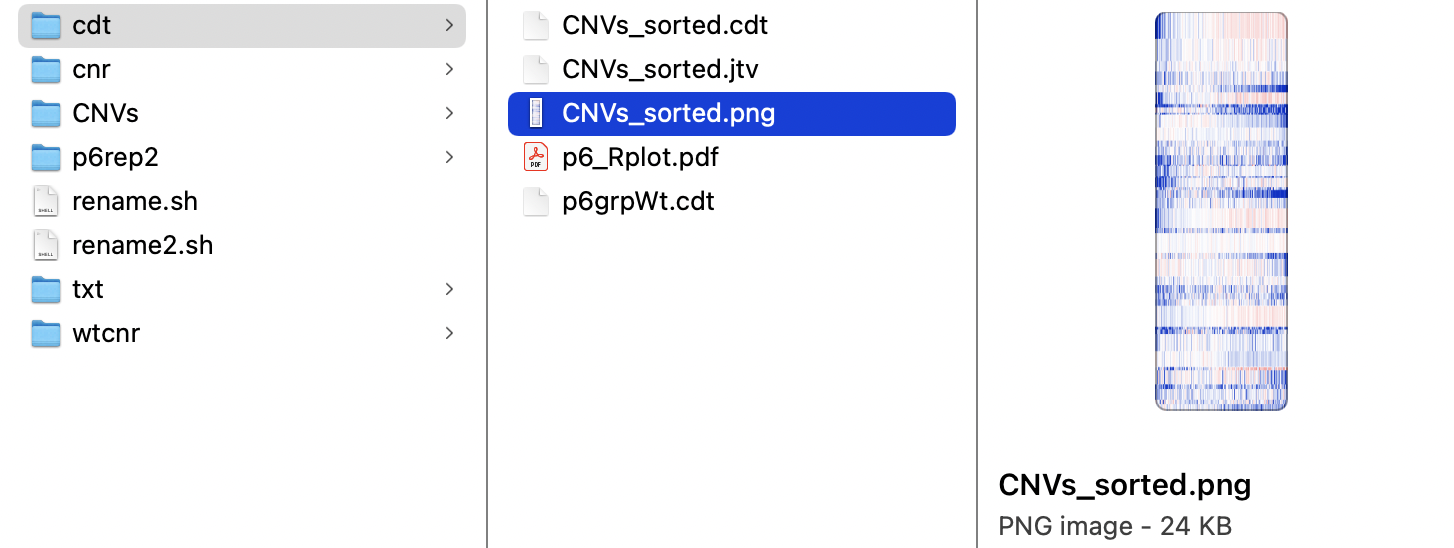 cdt
cnr
CNVs
p6rep2
rename.sh
rename2.sh
txt
wtcnr
CNVs_sorted.cdt
CNVs_sorted.jtv
CNVs_sorted.png
p6_Rplot.pdf
p6grpWt.cdt
CNVs_sorted.png
PNG image - 24 KB
SHELL
SHELL
PDF